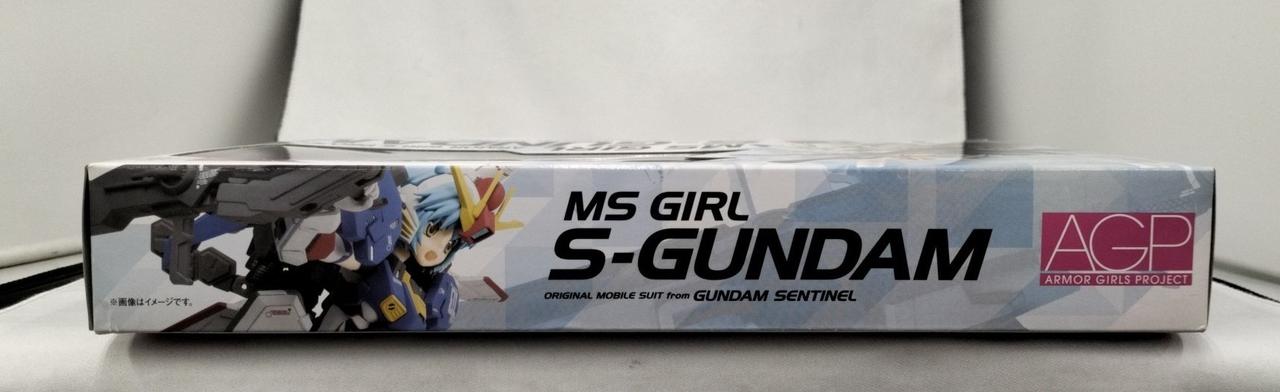 MS GIRL
S-GUNDAM
ORIGINAL MOBILE SUIT from GUNDAM SENTINEL
※画像はイメージです。
AGP
ARMOR GIRLS PROJECT